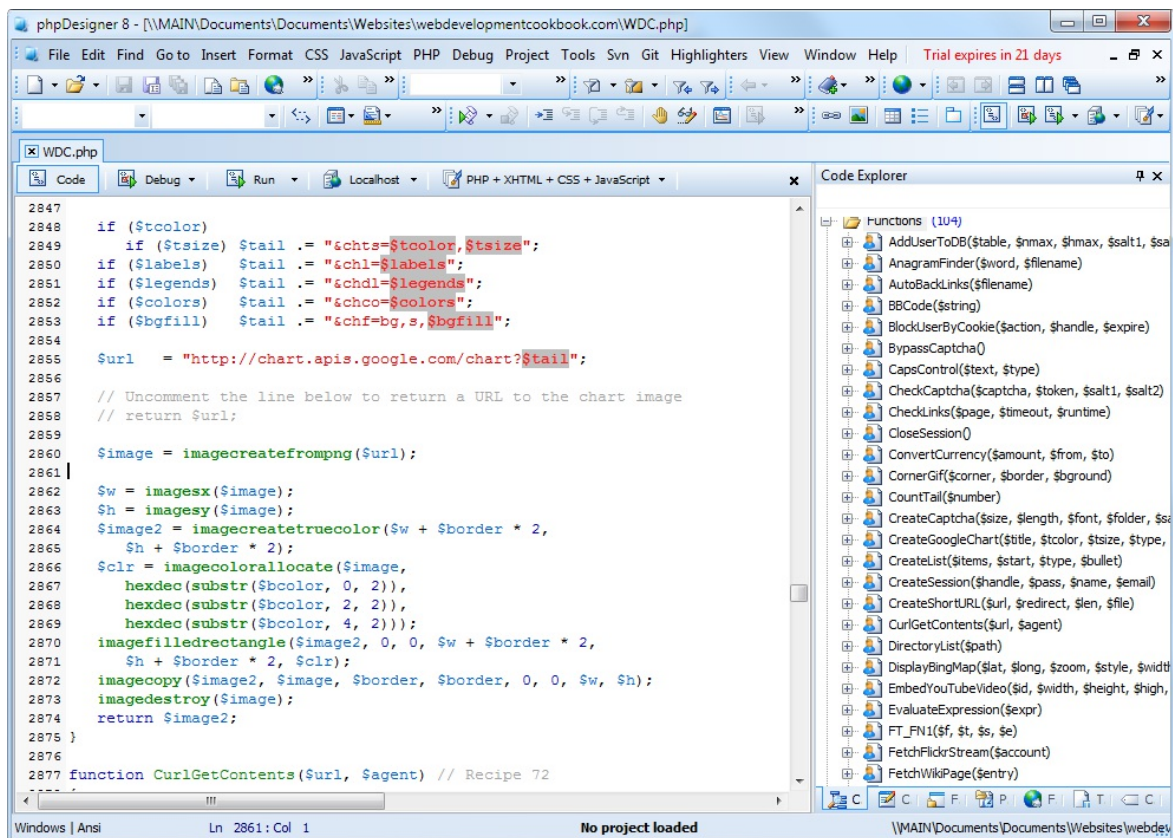 phpDesigner 8 - [\\MAIN\Documents\Documents\Websites\webdevelopmentcookbook.com\WDC.php]
File Edit Find Go to Insert Format CSS JavaScript PHP Debug Project Tools Svn Git Highlighters View Window Help Trial expires in 21 days
WDC.php
Code Debug Run Localhost PHP + XHTML + CSS + JavaScript
2847
2848 if ($tcolor)
2849 if ($tsize) $tail .= "&chts=$tcolor,$tsize";
2850 if ($labels) $tail .= "&chl=$labels";
2851 if ($legends) $tail .= "&chdl=$legends";
2852 if ($colors) $tail .= "&chco=$colors";
2853 if ($bgfill) $tail .= "&chf=bg,s,$bgfill";
2854
2855 $url = "http://chart.apis.google.com/chart?$tail";
2856
2857 // Uncomment the line below to return a URL to the chart image
2858 // return $url;
2859
2860 $image = imagecreatefrompng($url);
2861
2862 $w = imagesx($image);
2863 $h = imagesy($image);
2864 $image2 = imagecreatetruecolor($w + $border * 2,
2865 $h + $border * 2);
2866 $clr = imagecolorallocate($image,
2867 hexdec(substr($bcolor, 0, 2)),
2868 hexdec(substr($bcolor, 2, 2)),
2869 hexdec(substr($bcolor, 4, 2)));
2870 imagefilledrectangle($image2, 0, 0, $w + $border * 2,
2871 $h + $border * 2, $clr);
2872 imagecopy($image2, $image, $border, $border, 0, 0, $w, $h);
2873 imagedestroy($image);
2874 return $image2;
2875 }
2876
2877 function CurlGetContents($url, $agent) // Recipe 72
Code Explorer
Functions (104)
AddUserToDB($table, $nmax, $hmax, $salt1, $sa
AnagramFinder($word, $filename)
AutoBackLinks($filename)
BBCode($string)
BlockUserByCookie($action, $handle, $expire)
BypassCaptcha()
CapsControl($text, $type)
CheckCaptcha($captcha, $token, $salt1, $salt2)
CheckLinks($page, $timeout, $runtime)
CloseSession()
ConvertCurrency($amount, $from, $to)
CornerGif($corner, $border, $bground)
CountTail($number)
CreateCaptcha($size, $length, $font, $folder, $sa
CreateGoogleChart($title, $tcolor, $tsize, $type,
CreateList($items, $start, $type, $bullet)
CreateSession($handle, $pass, $name, $email)
CreateShortURL($url, $redirect, $len, $file)
CurlGetContents($url, $agent)
DirectoryList($path)
DisplayBingMap($lat, $long, $zoom, $style, $width
EmbedYouTubeVideo($id, $width, $height, $high,
EvaluateExpression($expr)
FT_FN1($f, $t, $s, $e)
FetchFlickrStream($account)
FetchWikiPage($entry)
C C F P F T C
Windows | Ansi Ln 2861 : Col 1 No project loaded \\MAIN\Documents\Documents\Websites\webdev